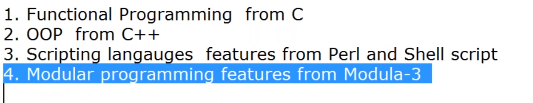 1. Functional Programming from C
2. OOP from C++
3. Scripting langauges features from Perl and Shell script
4. Modular programming features from Modula-3